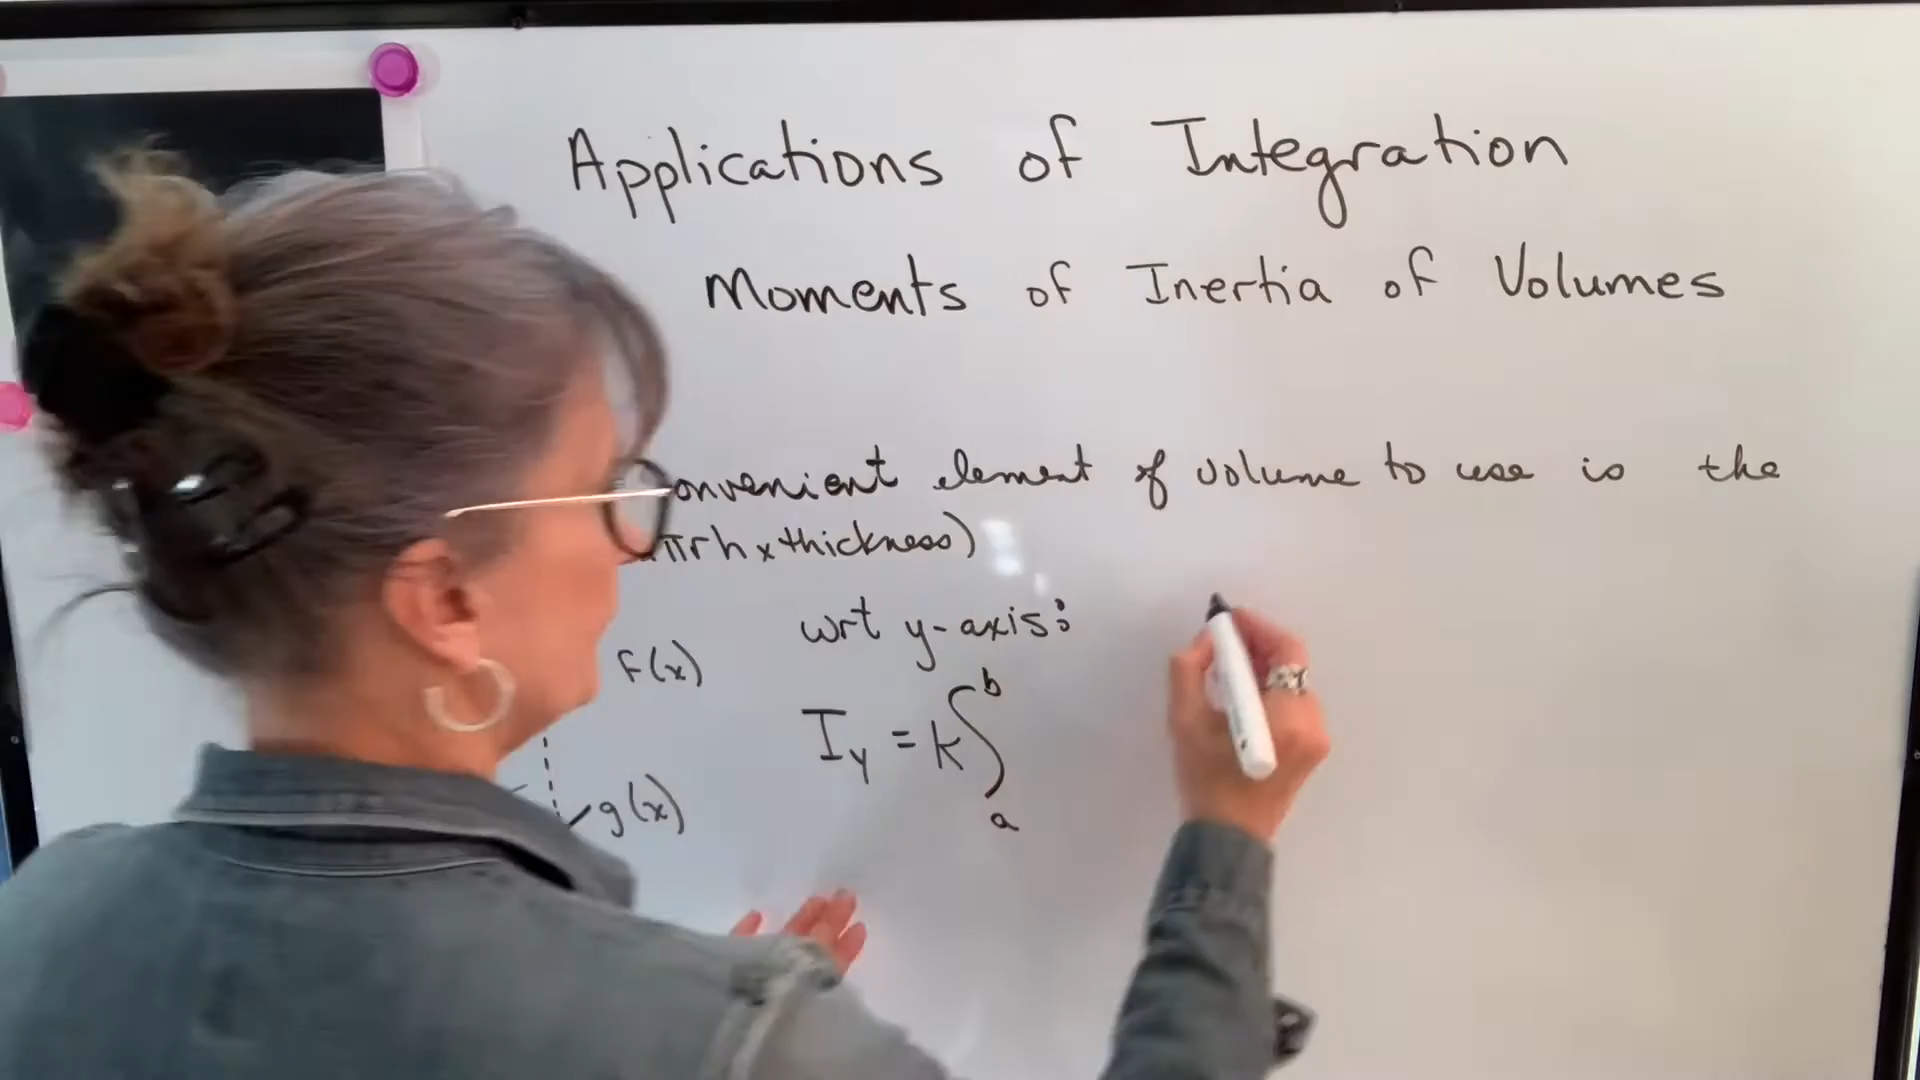 Applications of Integration
Moments of Inertia of Volumes
onvenient element of volume to use is the
πrh x thickness)
wrt y-axis:
f(x)
I_y = k ∫_a^b
g(x)